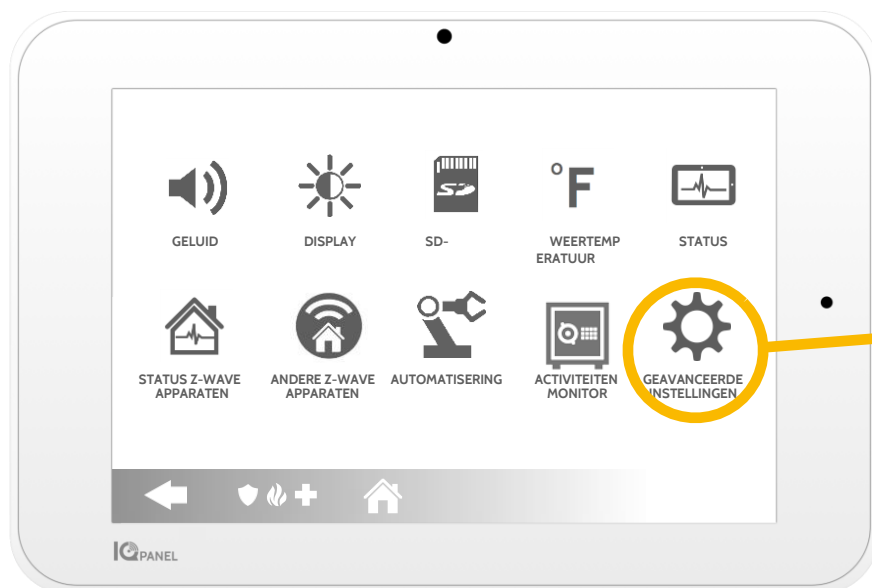 SD
°F
GELUID
DISPLAY
SD-
WEERTEMP
ERATUUR
STATUS
STATUS Z-WAVE
APPARATEN
ANDERE Z-WAVE
APPARATEN
AUTOMATISERING
ACTIVITEITEN
MONITOR
GEAVANCEERDE
INSTELLINGEN
IQ PANEL